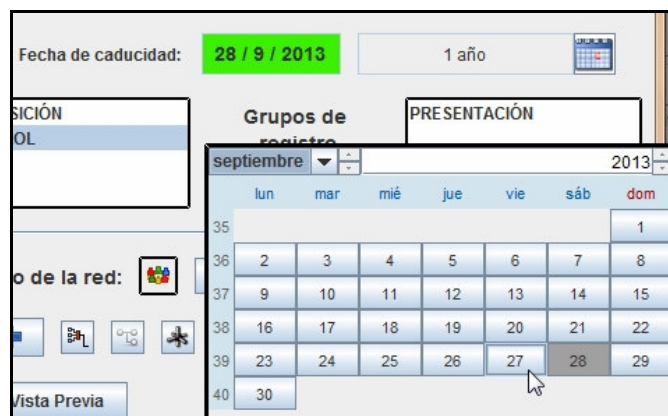 Fecha de caducidad: 28 / 9 / 2013 1 año
SICIÓN
OL
Grupos de
registro
PRESENTACIÓN
septiembre 2013
lun mar mié jue vie sáb dom
35 1
36 2 3 4 5 6 7 8
37 9 10 11 12 13 14 15
38 16 17 18 19 20 21 22
39 23 24 25 26 27 28 29
40 30
o de la red:
Vista Previa